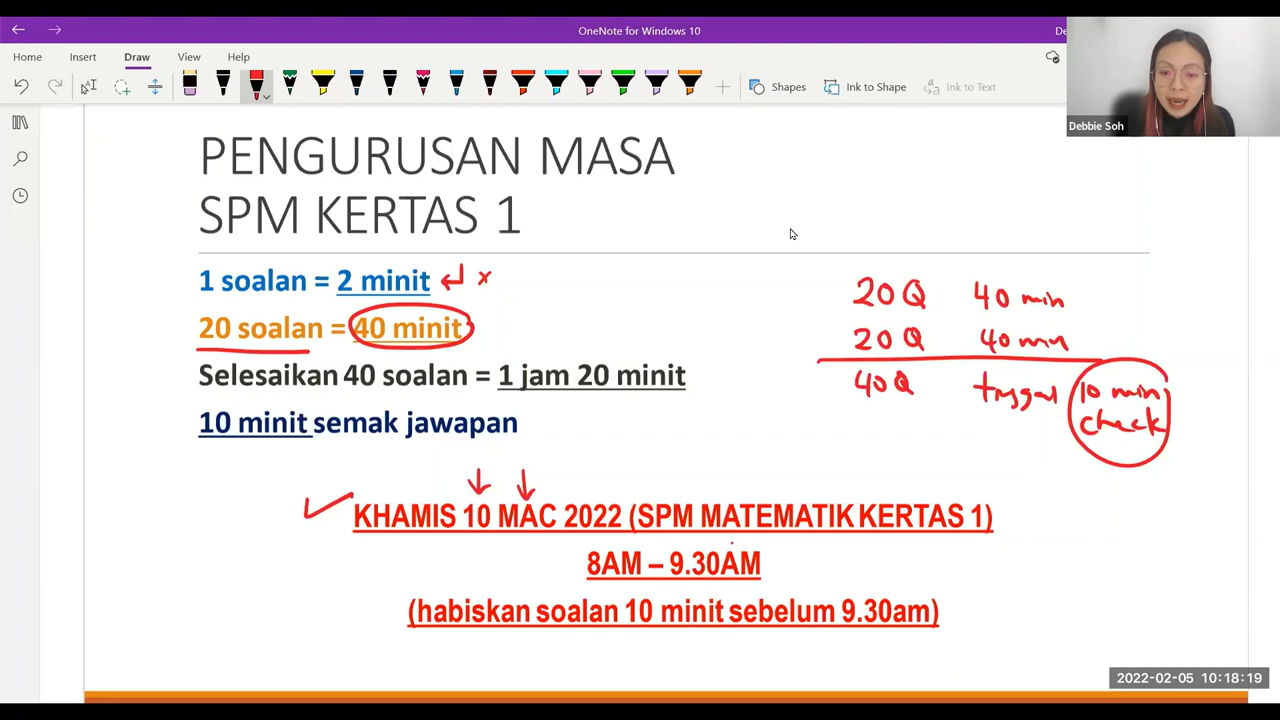 OneNote for Windows 10
De
Home Insert Draw View Help
Shapes Ink to Shape Ink to Text
Debbie Soh
PENGURUSAN MASA
SPM KERTAS 1
1 soalan = 2 minit ↵ ×
20 soalan = 40 minit
Selesaikan 40 soalan = 1 jam 20 minit
10 minit semak jawapan
20 Q 40 min
20 Q 40 min
40 Q tinggal 10 min
check
KHAMIS 10 MAC 2022 (SPM MATEMATIK KERTAS 1)
8AM – 9.30AM
(habiskan soalan 10 minit sebelum 9.30am)
2022-02-05 10:18:19